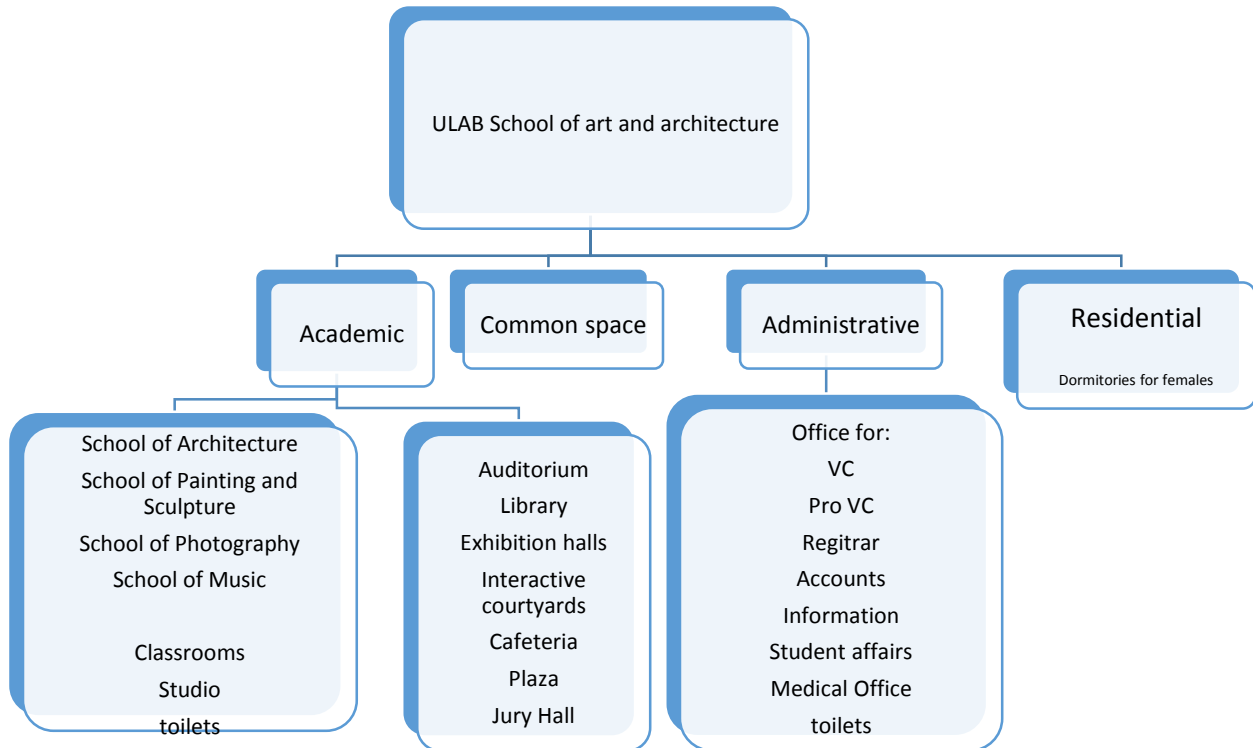 ULAB School of art and architecture
Academic
Common space
Administrative
Residential
Dormitories for females
School of Architecture
School of Painting and
Sculpture
School of Photography
School of Music
Classrooms
Studio
toilets
Auditorium
Library
Exhibition halls
Interactive
courtyards
Cafeteria
Plaza
Jury Hall
Office for:
VC
Pro VC
Regitrar
Accounts
Information
Student affairs
Medical Office
toilets